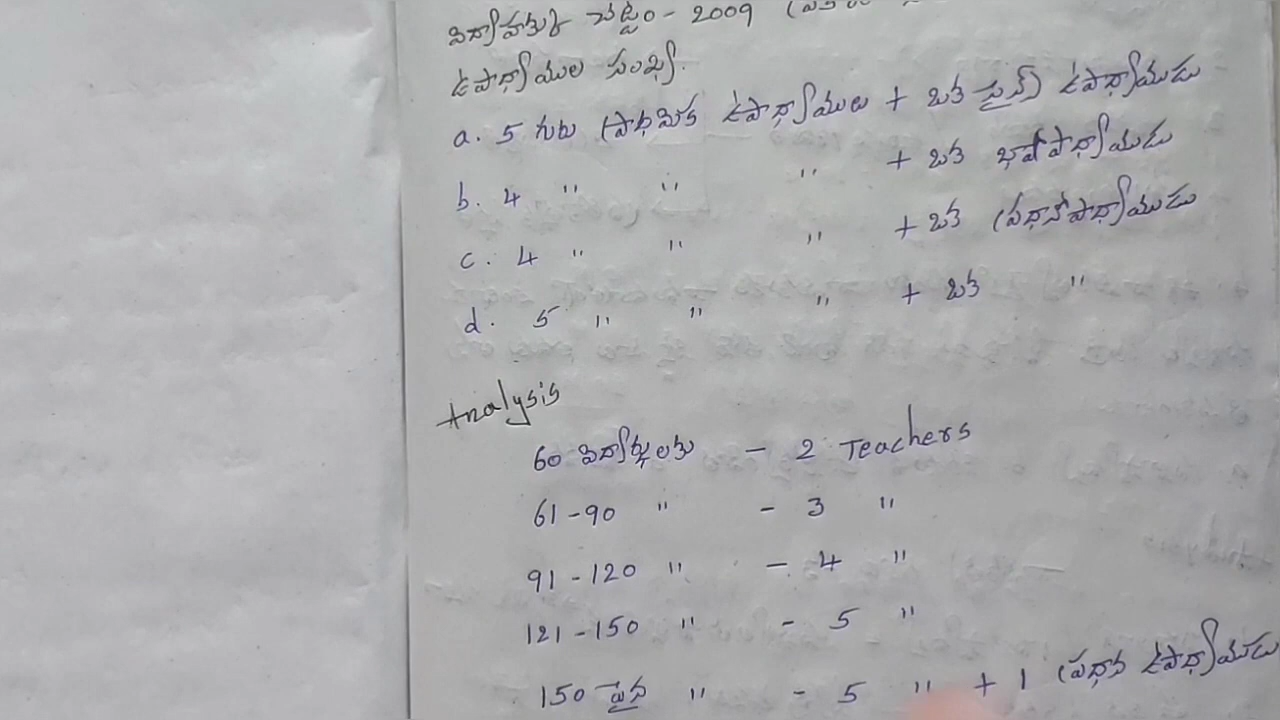 విద్యాహక్కు చట్టం - 2009 (
ఉపాధ్యాయుల సంఖ్య.
a. 5 గురు ప్రాథమిక ఉపాధ్యాయులు + ఒక సైన్స్ ఉపాధ్యాయుడు
b. 4 " " " + ఒక భాషోపాధ్యాయుడు
c. 4 " " " + ఒక ప్రధానోపాధ్యాయుడు
d. 5 " " " + ఒక "
Analysis
60 విద్యార్థులకు - 2 Teachers
61-90 " - 3 "
91-120 " - 4 "
121-150 " - 5 "
150 పైన " - 5 " + 1 ప్రధాన ఉపాధ్యాయుడు